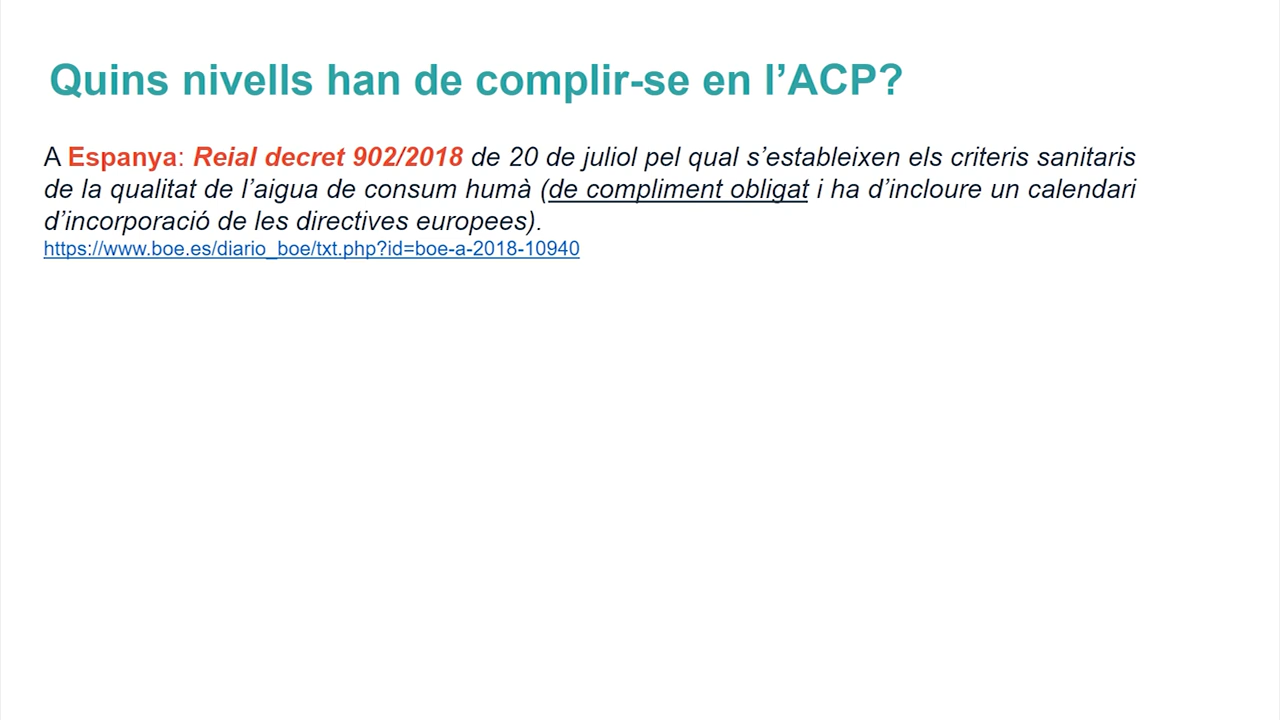 Quins nivells han de complir-se en l’ACP?
A Espanya: Reial decret 902/2018 de 20 de juliol pel qual s’estableixen els criteris sanitaris
de la qualitat de l’aigua de consum humà (de compliment obligat i ha d’incloure un calendari
d’incorporació de les directives europees).
https://www.boe.es/diario_boe/txt.php?id=boe-a-2018-10940